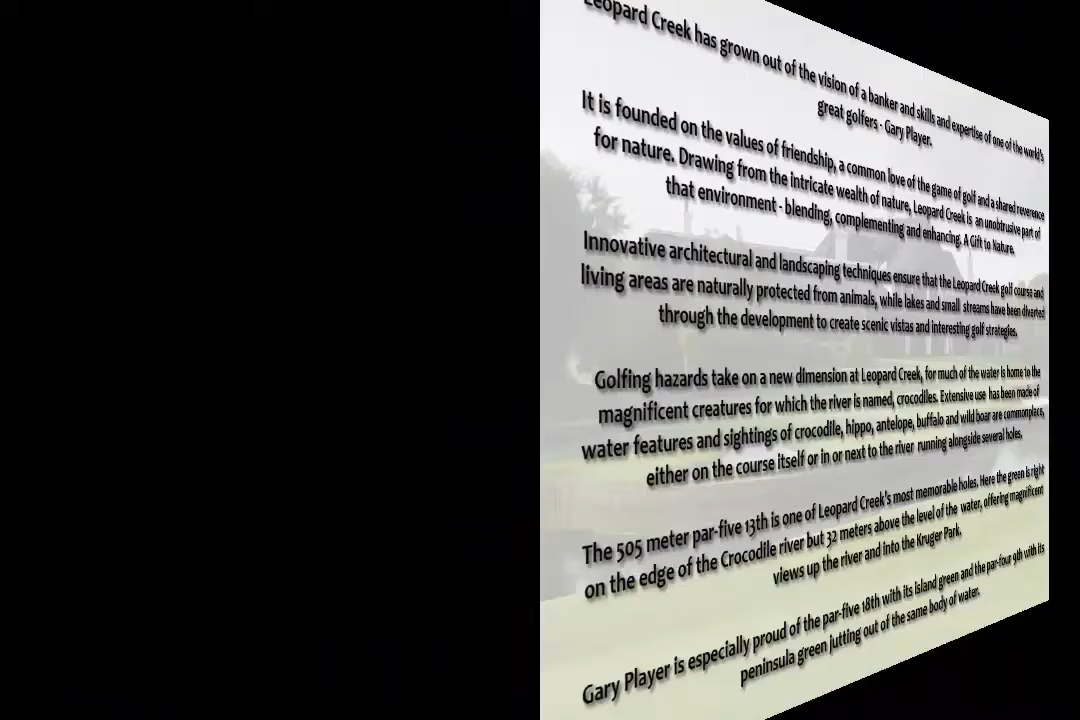 Leopard Creek has grown out of the vision of a banker and skills and expertise of one of the world's
great golfers - Gary Player.
It is founded on the values of friendship, a common love of the game of golf and a shared reverence
for nature. Drawing from the intricate wealth of nature, Leopard Creek is an unobtrusive part of
that environment - blending, complementing and enhancing. A Gift to Nature.
Innovative architectural and landscaping techniques ensure that the Leopard Creek golf course and
living areas are naturally protected from animals, while lakes and small streams have been diverted
through the development to create scenic vistas and interesting golf strategies.
Golfing hazards take on a new dimension at Leopard Creek, for much of the water is home to the
magnificent creatures for which the river is named, crocodiles. Extensive use has been made of
water features and sightings of crocodile, hippo, antelope, buffalo and wild boar are commonplace,
either on the course itself or in or next to the river running alongside several holes.
The 505 meter par-five 13th is one of Leopard Creek's most memorable holes. Here the green is right
on the edge of the Crocodile river but 32 meters above the level of the water, offering magnificent
views up the river and into the Kruger Park.
Gary Player is especially proud of the par-five 18th with its island green and the par-four 9th with its
peninsula green jutting out of the same body of water.